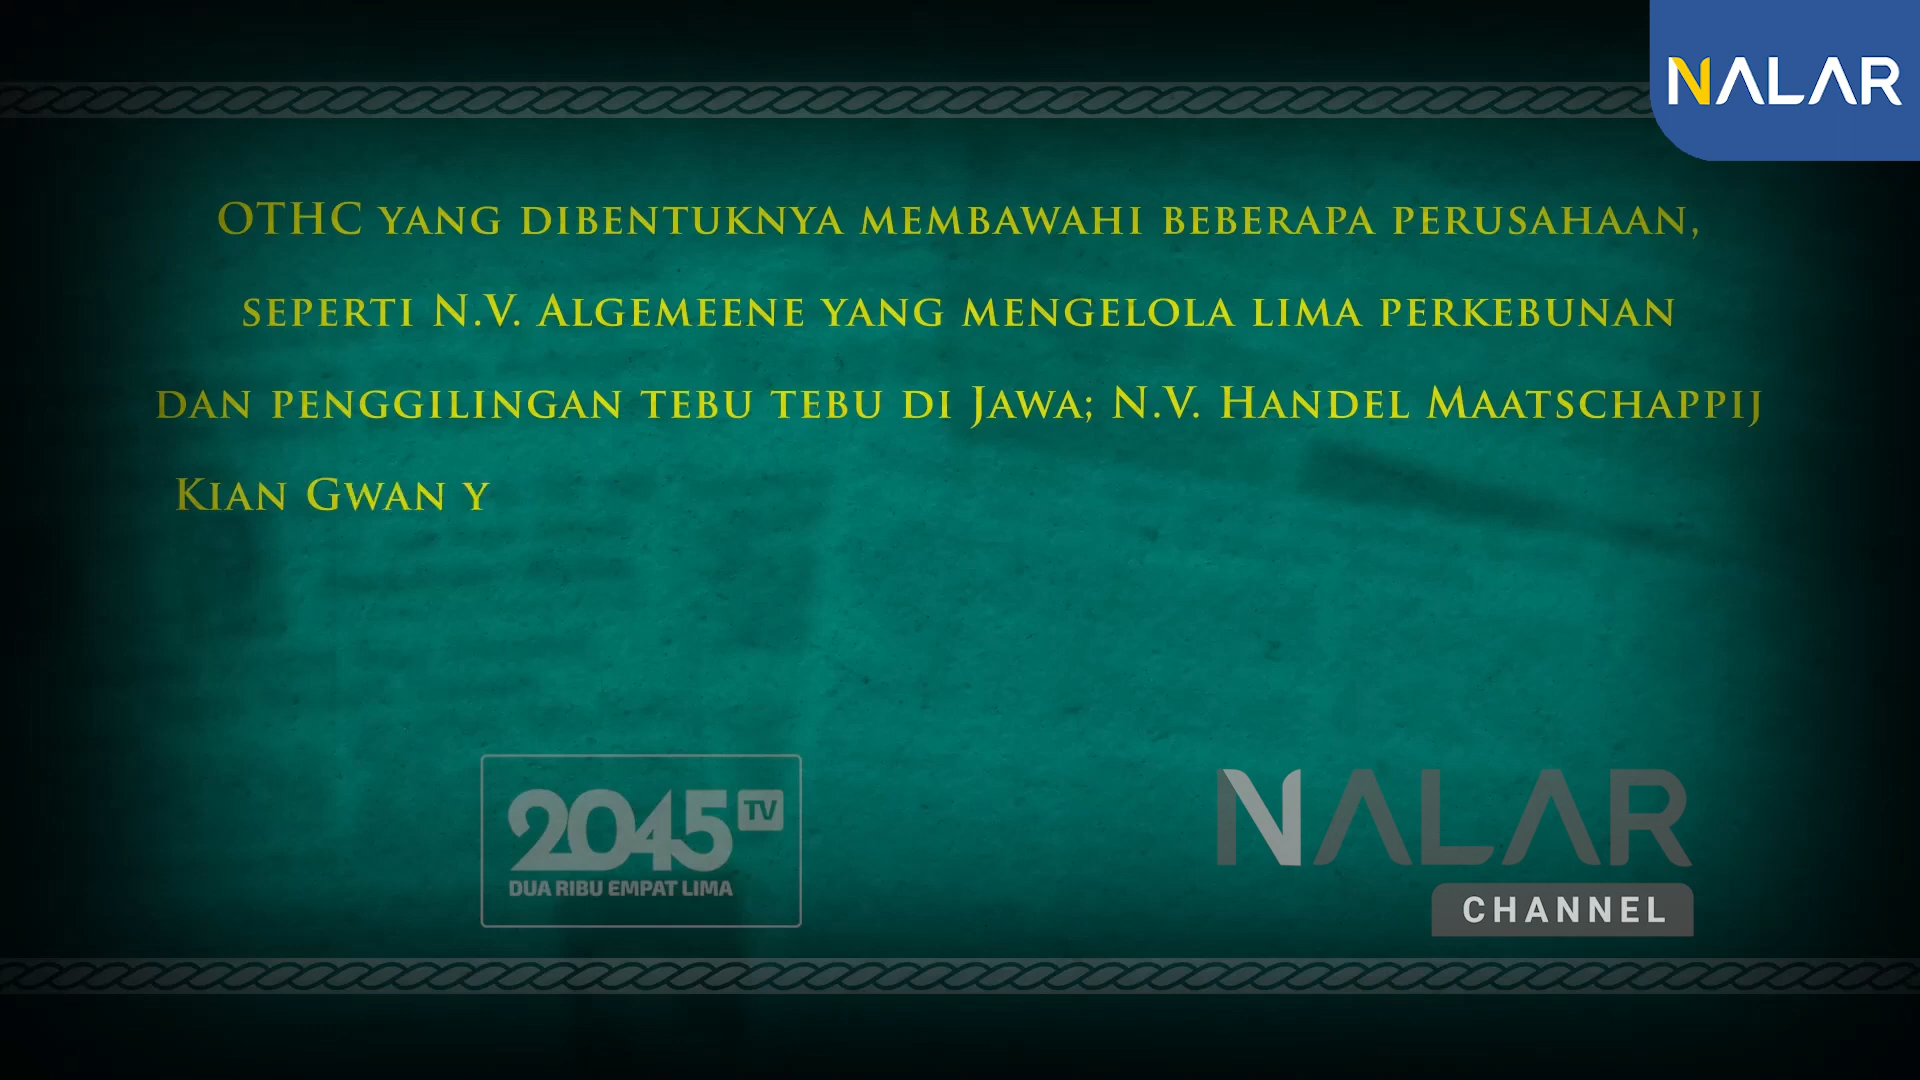 NALAR
OTHC yang dibentuknya membawahi beberapa perusahaan,
seperti N.V. Algemeene yang mengelola lima perkebunan
dan penggilingan tebu tebu di Jawa; N.V. Handel Maatschappij
Kian Gwan y
2045 TV
DUA RIBU EMPAT LIMA
NALAR
CHANNEL